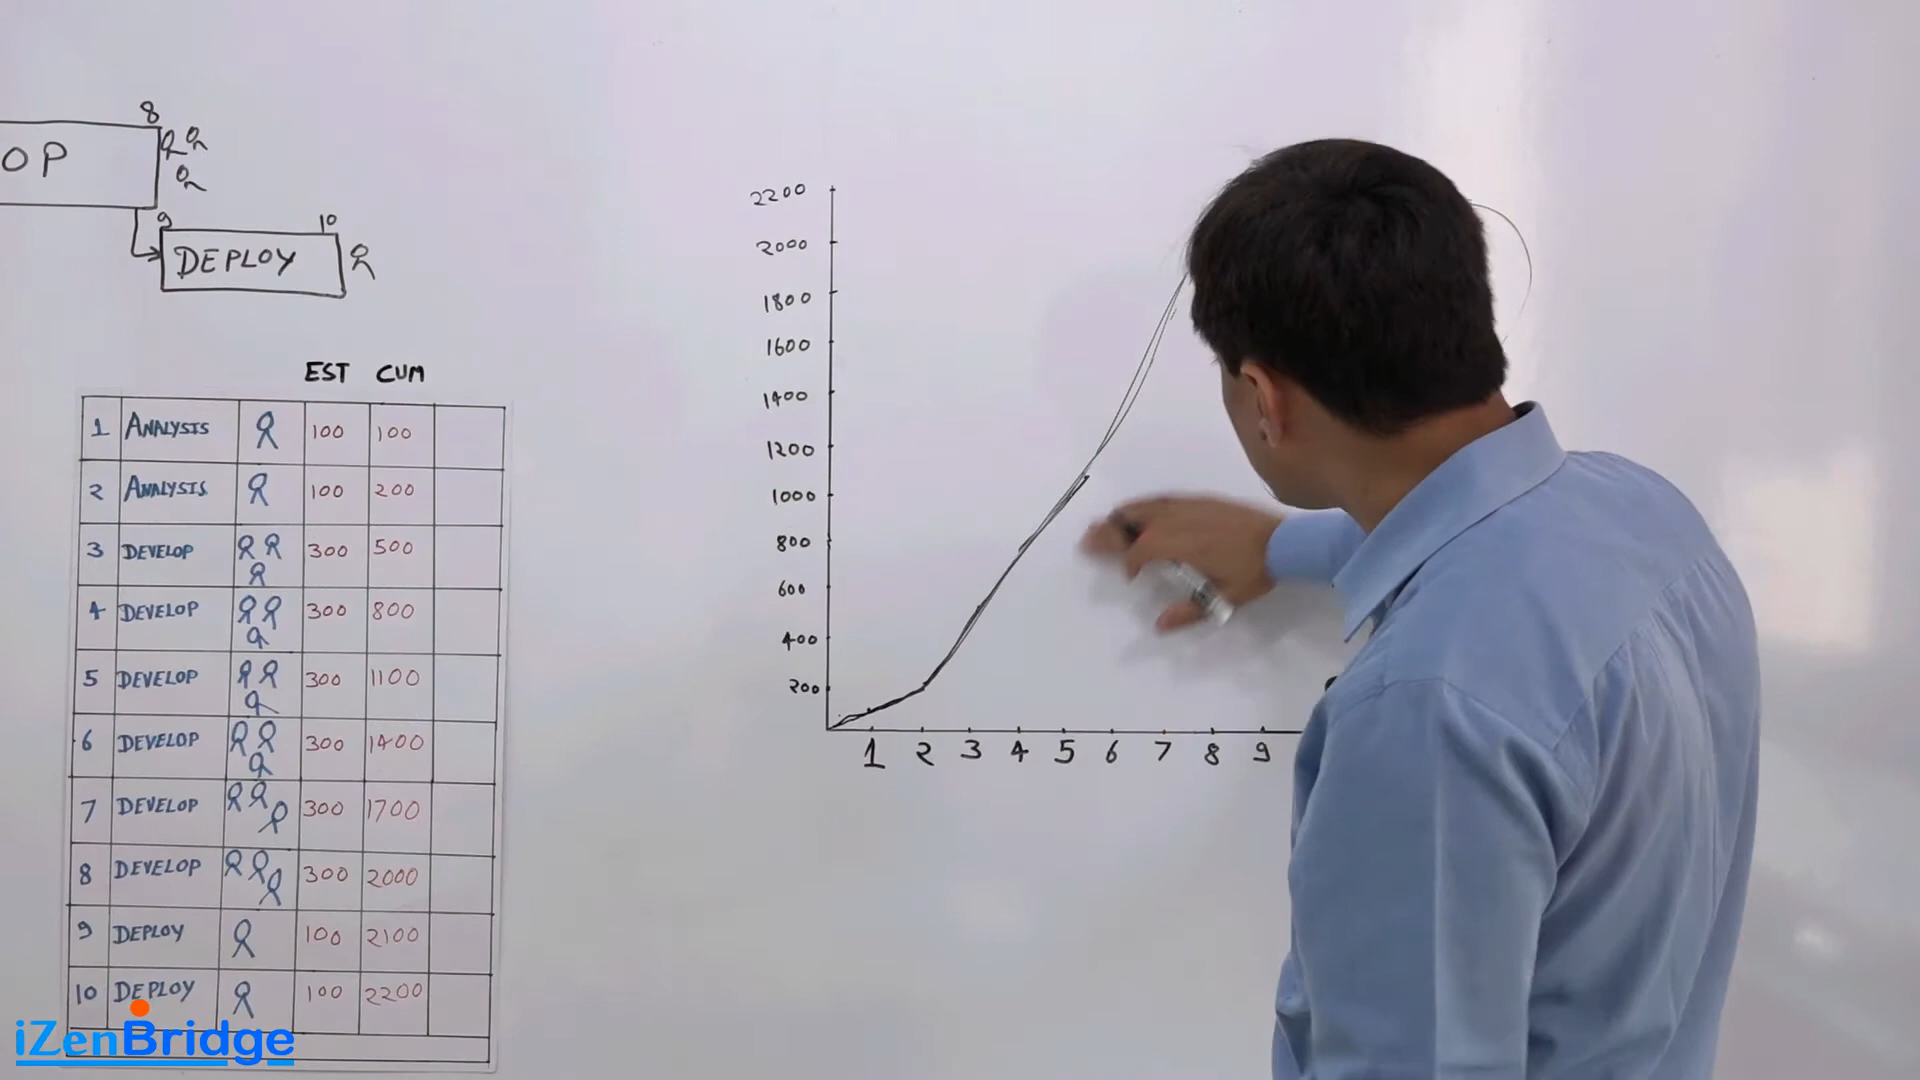 8
OP
9 10
DEPLOY
EST CUM
1 ANALYSIS 100 100
2 ANALYSIS 100 200
3 DEVELOP 300 500
4 DEVELOP 300 800
5 DEVELOP 300 1100
6 DEVELOP 300 1400
7 DEVELOP 300 1700
8 DEVELOP 300 2000
9 DEPLOY 100 2100
10 DEPLOY 100 2200
2200
2000
1800
1600
1400
1200
1000
800
600
400
200
1 2 3 4 5 6 7 8 9
iZenBridge